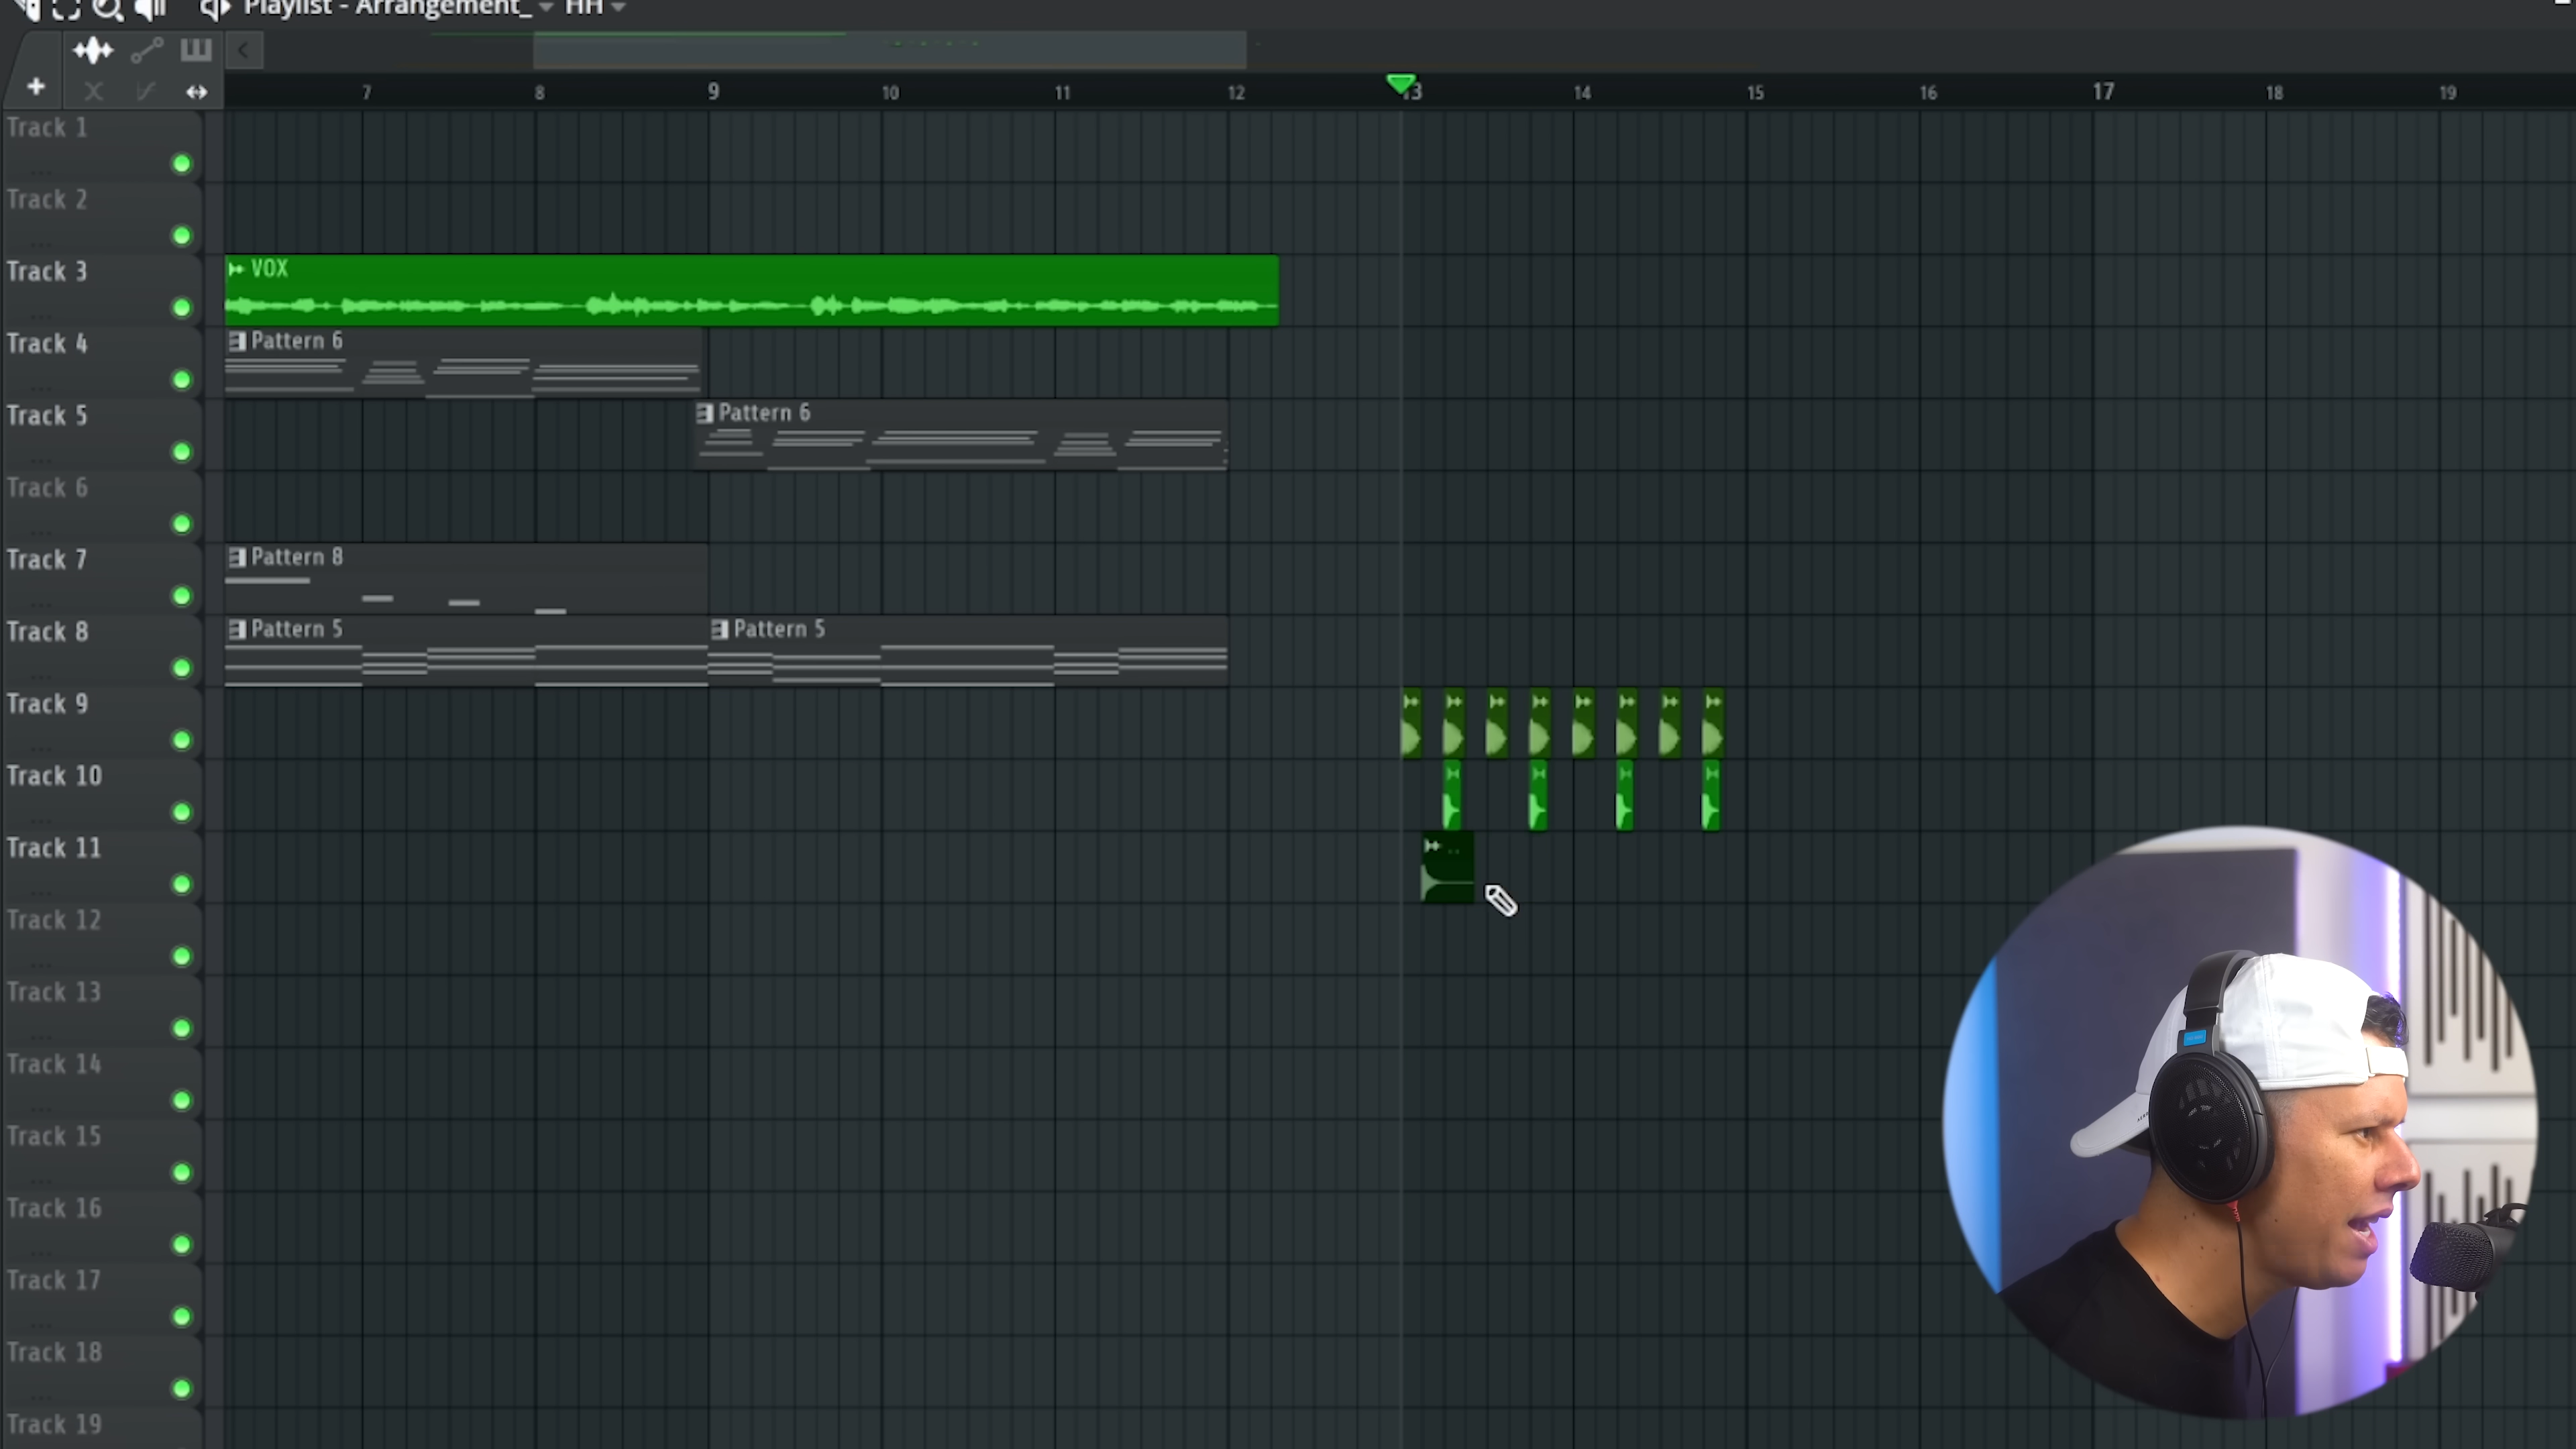 Playlist - Arrangement_ HH
7 8 9 10 11 12 13 14 15 16 17 18 19
Track 1
Track 2
Track 3
VOX
Track 4
Pattern 6
Track 5
Pattern 6
Track 6
Track 7
Pattern 8
Track 8
Pattern 5
Pattern 5
Track 9
Track 10
Track 11
Track 12
Track 13
Track 14
Track 15
Track 16
Track 17
Track 18
Track 19